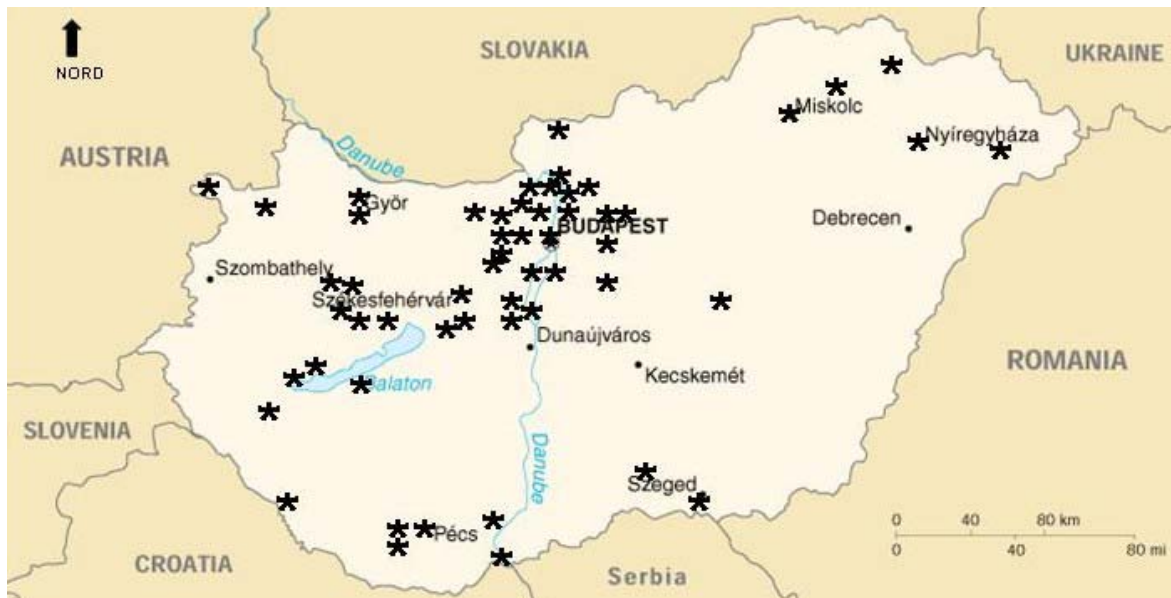 NORD
SLOVAKIA
UKRAINE
AUSTRIA
Danube
Miskolc
Nyíregyháza
Györ
BUDAPEST
Debrecen
Szombathely
Székesfehérvár
Dunaújváros
Kecskemét
ROMANIA
Balaton
SLOVENIA
Danube
Szeged
Pécs
CROATIA
Serbia
0 40 80 km
0 40 80 mi